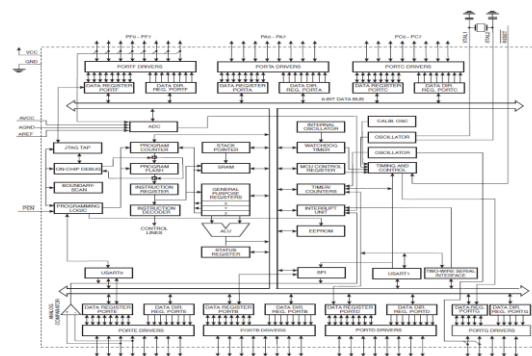 PF0 - PF7
PA0 - PA7
PC0 - PC7
XTAL1
XTAL2
RESET
VCC
GND
PORTF DRIVERS
PORTA DRIVERS
PORTC DRIVERS
DATA REGISTER
PORTF
DATA DIR.
REG. PORTF
DATA REGISTER
PORTA
DATA DIR.
REG. PORTA
DATA REGISTER
PORTC
DATA DIR.
REG. PORTC
8-BIT DATA BUS
AVCC
AGND
AREF
ADC
INTERNAL
OSCILLATOR
CALIB. OSC
OSCILLATOR
OSCILLATOR
JTAG TAP
PROGRAM
COUNTER
STACK
POINTER
WATCHDOG
TIMER
TIMING AND
CONTROL
ON-CHIP DEBUG
PROGRAM
FLASH
SRAM
MCU CONTROL
REGISTER
BOUNDARY-
SCAN
INSTRUCTION
REGISTER
GENERAL
PURPOSE
REGISTERS
X
Y
Z
TIMER/
COUNTERS
PEN
PROGRAMMING
LOGIC
INSTRUCTION
DECODER
INTERRUPT
UNIT
CONTROL
LINES
ALU
EEPROM
STATUS
REGISTER
USART0
SPI
USART1
TWO-WIRE SERIAL
INTERFACE
ANALOG
COMPARATOR
DATA REGISTER
PORTE
DATA DIR.
REG. PORTE
DATA REGISTER
PORTB
DATA DIR.
REG. PORTB
DATA REGISTER
PORTD
DATA DIR.
REG. PORTD
DATA REG.
PORTG
DATA DIR.
REG. PORTG
PORTE DRIVERS
PORTB DRIVERS
PORTD DRIVERS
PORTG DRIVERS